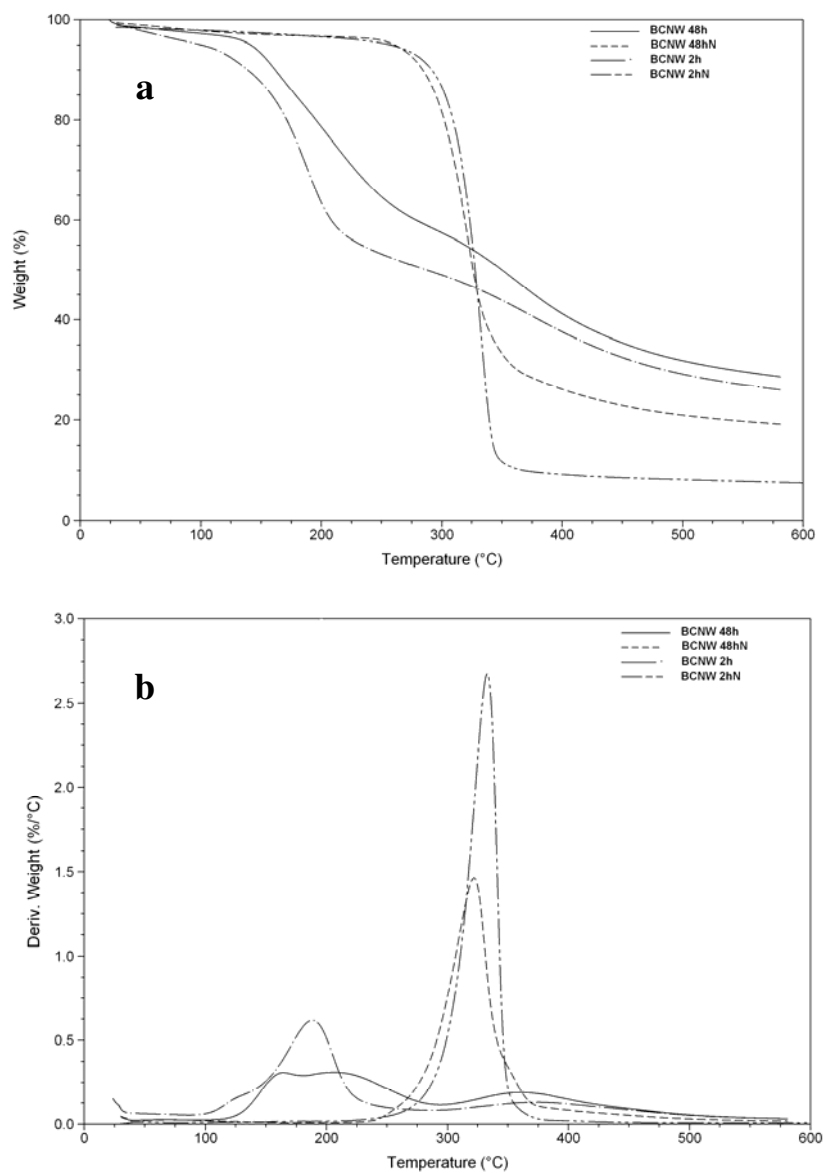 a
BCNW 48h
BCNW 48hN
BCNW 2h
BCNW 2hN
Weight (%)
100
80
60
40
20
0
0 100 200 300 400 500 600
Temperature (°C)
b
BCNW 48h
BCNW 48hN
BCNW 2h
BCNW 2hN
Deriv. Weight (%/°C)
3.0
2.5
2.0
1.5
1.0
0.5
0.0
0 100 200 300 400 500 600
Temperature (°C)